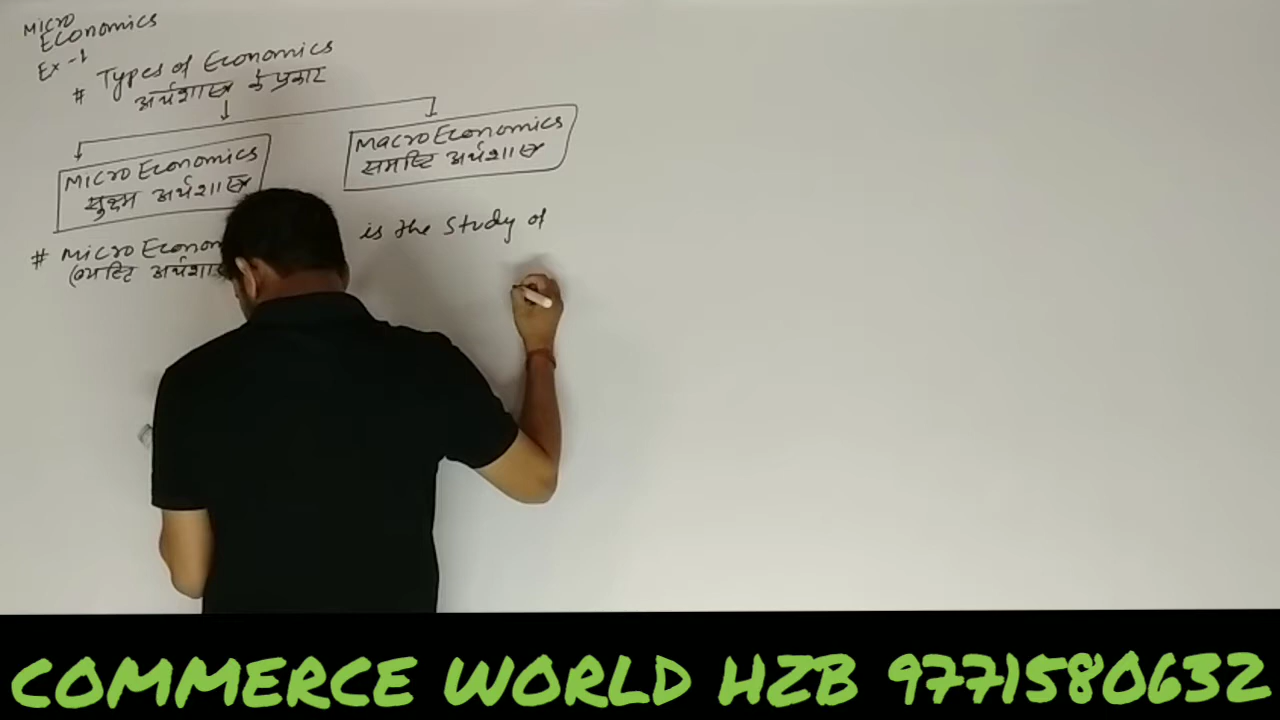 Micro
Economics
Ex-1
# Types of Economics
अर्थशास्त्र के प्रकार
Micro Economics
सुक्ष्म अर्थशास्त्र
Macro Economics
समष्टि अर्थशास्त्र
# Micro Econom is the Study of
(व्यष्टि अर्थशा
COMMERCE WORLD HZB 9771580632